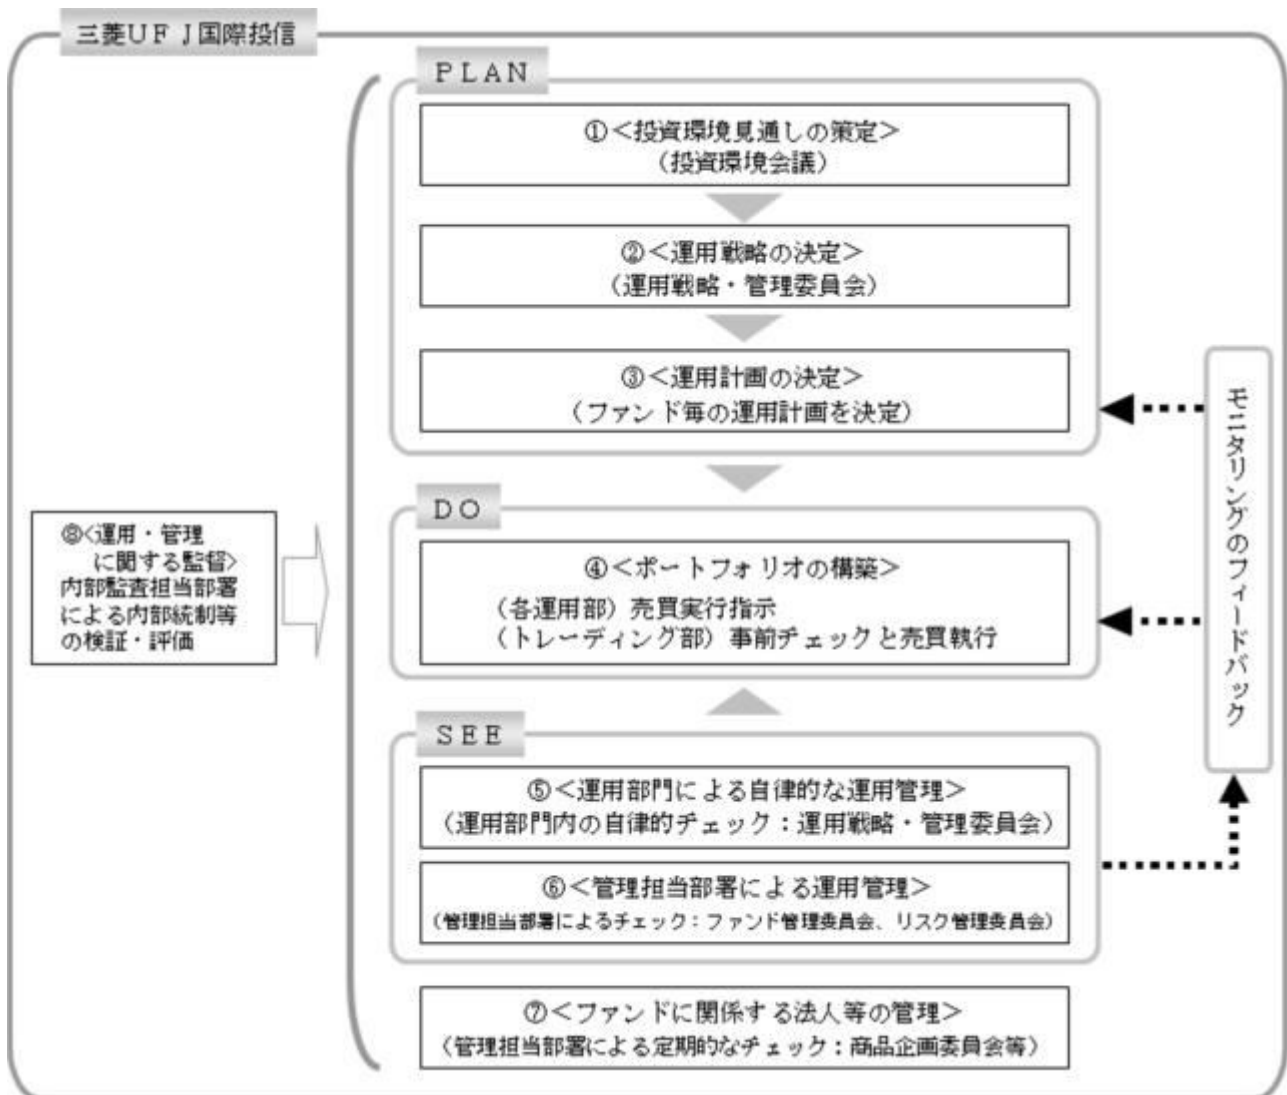 三菱ＵＦＪ国際投信
ＰＬＡＮ
①＜投資環境見通しの策定＞
（投資環境会議）
②＜運用戦略の決定＞
（運用戦略・管理委員会）
③＜運用計画の決定＞
（ファンド毎の運用計画を決定）
ＤＯ
④＜ポートフォリオの構築＞
（各運用部）売買実行指示
（トレーディング部）事前チェックと売買執行
ＳＥＥ
⑤＜運用部門による自律的な運用管理＞
（運用部門内の自律的チェック：運用戦略・管理委員会）
⑥＜管理担当部署による運用管理＞
（管理担当部署によるチェック：ファンド管理委員会、リスク管理委員会）
⑦＜ファンドに関係する法人等の管理＞
（管理担当部署による定期的なチェック：商品企画委員会等）
⑧＜運用・管理
に関する監督＞
内部監査担当部署
による内部統制等
の検証・評価
モニタリングのフィードバック